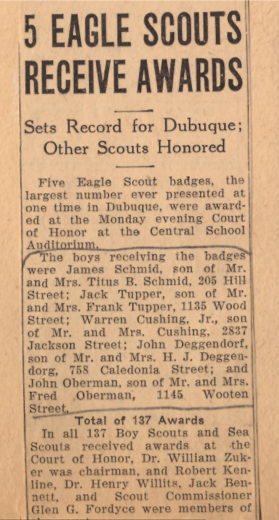 5 EAGLE SCOUTS
RECEIVE AWARDS
Sets Record for Dubuque;
Other Scouts Honored
Five Eagle Scout badges, the
largest number ever presented at
one time in Dubuque, were award-
ed at the Monday evening Court
of Honor at the Central School
Auditorium.
The boys receiving the badges
were James Schmid, son of Mr.
and Mrs. Titus B. Schmid, 205 Hill
Street; Jack Tupper, son of Mr.
and Mrs. Frank Tupper, 1135 Wood
Street; Warren Cushing, Jr., son
of Mr. and Mrs. Cushing, 2837
Jackson Street; John Deggendorf,
son of Mr. and Mrs. H. J. Deggen-
dorg, 758 Caledonia Street; and
John Oberman, son of Mr. and Mrs.
Fred Oberman, 1145 Wooten
Street.
Total of 137 Awards
In all 137 Boy Scouts and Sea
Scouts received awards at the
Court of Honor, Dr. William Zuk-
er was chairman, and Robert Ken-
line, Dr. Henry Willits, Jack Ben-
nett, and Scout Commissioner
Glen G. Fordyce were members of